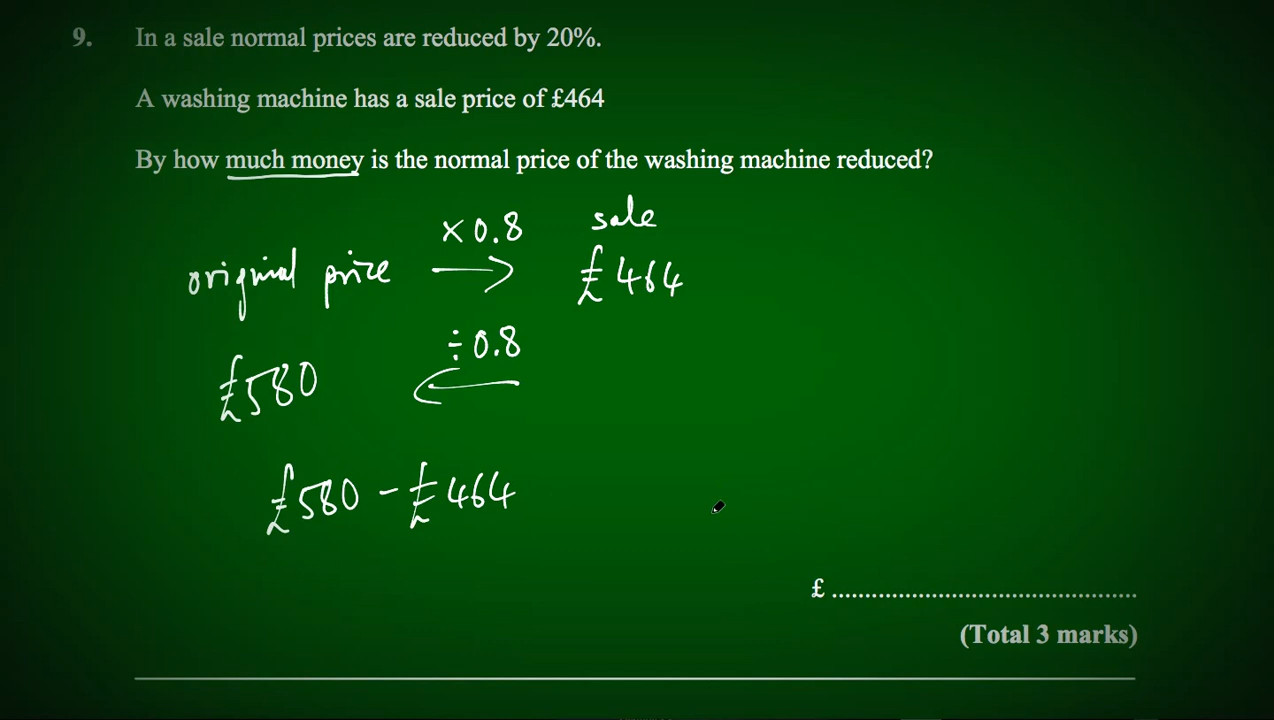 9. In a sale normal prices are reduced by 20%.
A washing machine has a sale price of £464
By how much money is the normal price of the washing machine reduced?
×0.8 sale
original price → £464
÷0.8
£580 ←
£580 - £464
£ ................................................
(Total 3 marks)